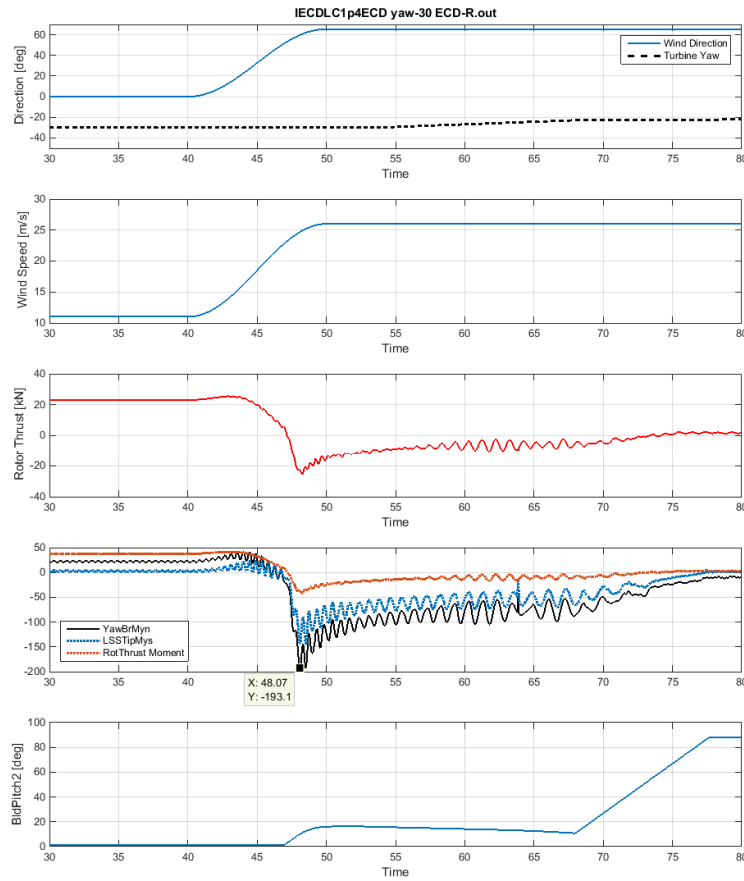 IECDLC1p4ECD yaw-30 ECD-R.out
Direction [deg]
60
40
20
0
-20
-40
Wind Direction
Turbine Yaw
30 35 40 45 50 55 60 65 70 75 80
Time
Wind Speed [m/s]
30
25
20
15
10
30 35 40 45 50 55 60 65 70 75 80
Time
Rotor Thrust [kN]
40
20
0
-20
-40
30 35 40 45 50 55 60 65 70 75 80
Time
50
0
-50
-100
-150
-200
YawBrMyn
LSSTipMys
RotThrust Moment
X: 48.07
Y: -193.1
30 35 40 45 50 55 60 65 70 75 80
Time
BldPitch2 [deg]
100
80
60
40
20
0
30 35 40 45 50 55 60 65 70 75 80
Time